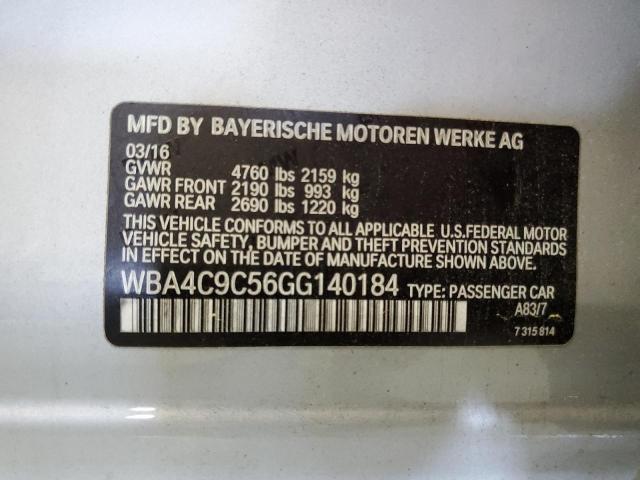 MFD BY BAYERISCHE MOTOREN WERKE AG
03/16
GVWR 4760 lbs 2159 kg
GAWR FRONT 2190 lbs 993 kg
GAWR REAR 2690 lbs 1220 kg
THIS VEHICLE CONFORMS TO ALL APPLICABLE U.S.FEDERAL MOTOR
VEHICLE SAFETY, BUMPER AND THEFT PREVENTION STANDARDS
IN EFFECT ON THE DATE OF MANUFACTURE SHOWN ABOVE.
WBA4C9C56GG140184 TYPE: PASSENGER CAR
A83/7
7 315 814